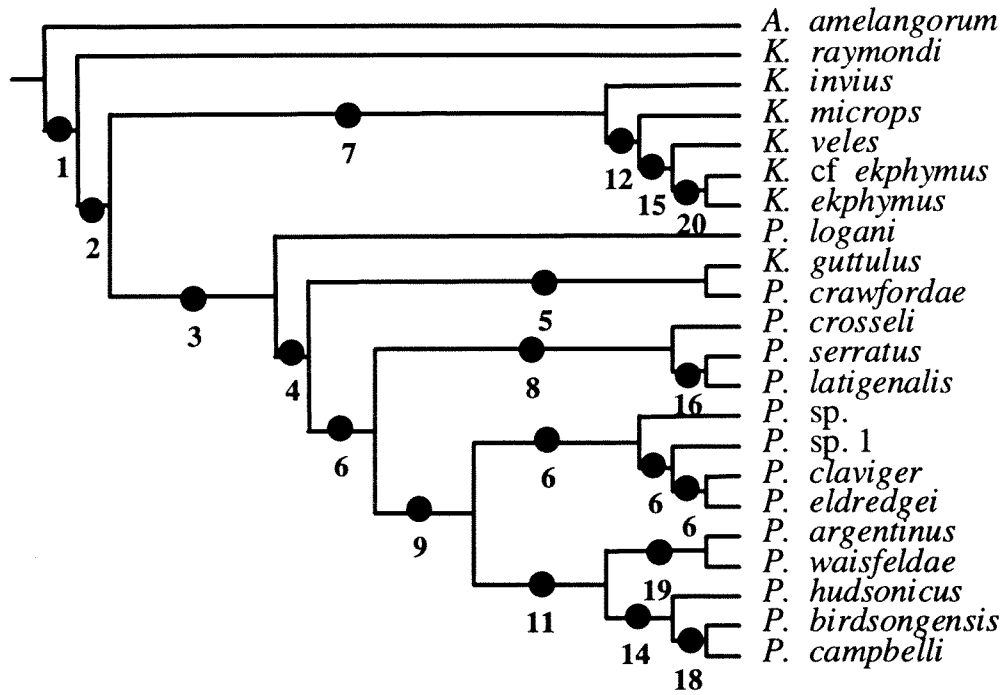 A. amelangorum
K. raymondi
K. invius
K. microps
K. veles
K. cf ekphymus
K. ekphymus
P. logani
K. guttulus
P. crawfordae
P. crosseli
P. serratus
P. latigenalis
P. sp.
P. sp. 1
P. claviger
P. eldredgei
P. argentinus
P. waisfeldae
P. hudsonicus
P. birdsongensis
P. campbelli
1
7
12
15
20
2
3
5
4
8
16
6
6
6
6
9
19
11
14
18